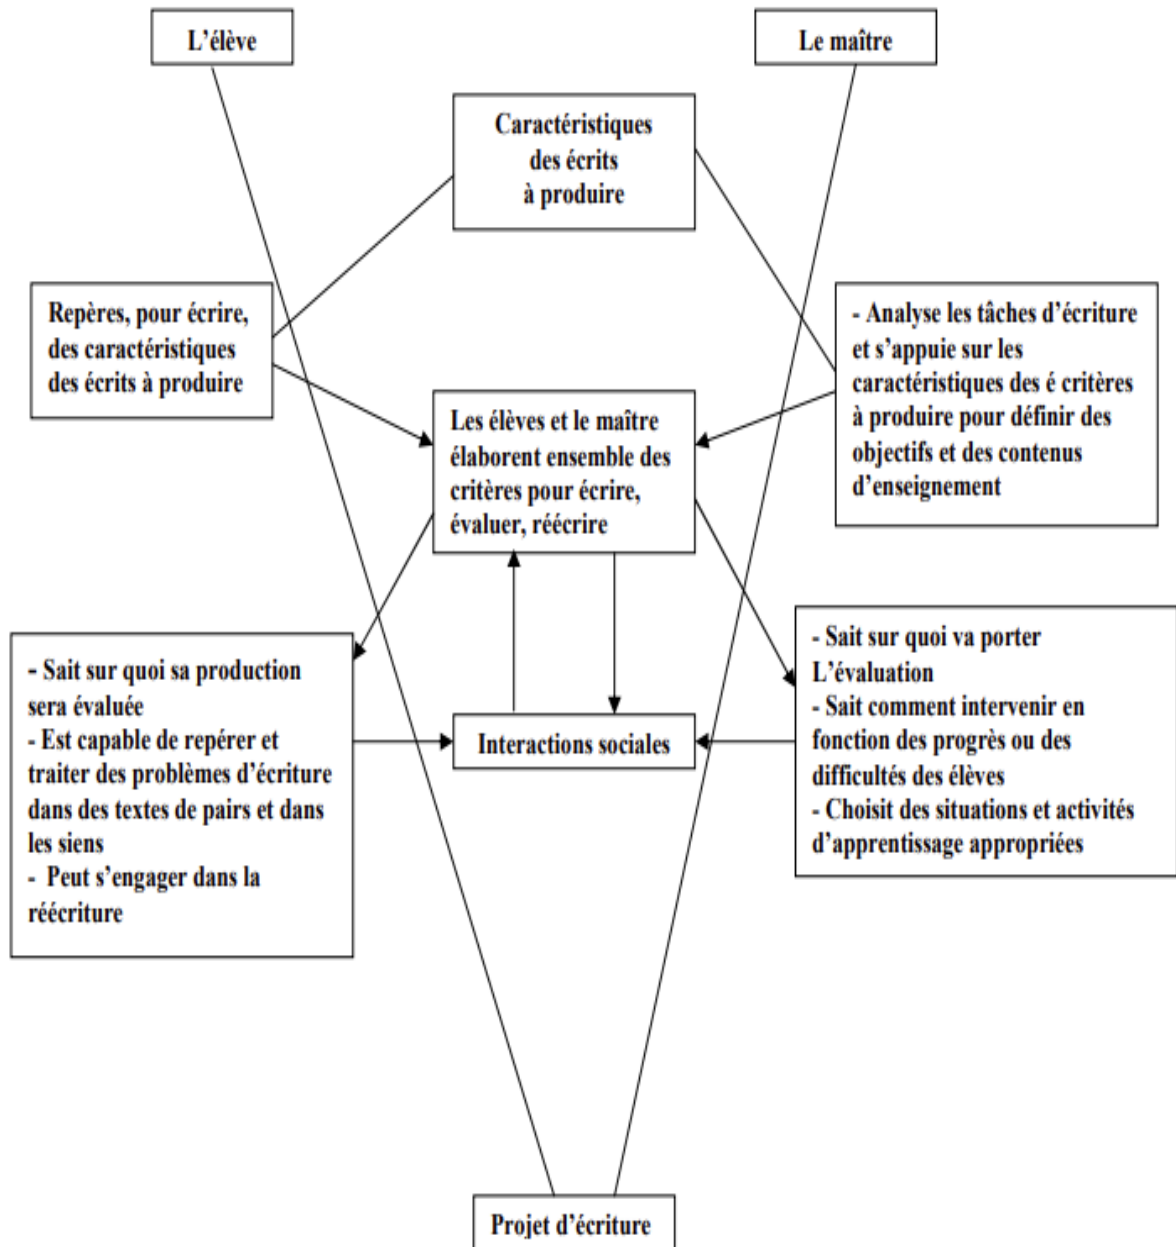 L’élève
Le maître
Caractéristiques
des écrits
à produire
Repères, pour écrire,
des caractéristiques
des écrits à produire
- Analyse les tâches d’écriture
et s’appuie sur les
caractéristiques des é critères
à produire pour définir des
objectifs et des contenus
d’enseignement
Les élèves et le maître
élaborent ensemble des
critères pour écrire,
évaluer, réécrire
- Sait sur quoi sa production
sera évaluée
- Est capable de repérer et
traiter des problèmes d’écriture
dans des textes de pairs et dans
les siens
- Peut s’engager dans la
réécriture
Interactions sociales
- Sait sur quoi va porter
L’évaluation
- Sait comment intervenir en
fonction des progrès ou des
difficultés des élèves
- Choisit des situations et activités
d’apprentissage appropriées
Projet d’écriture